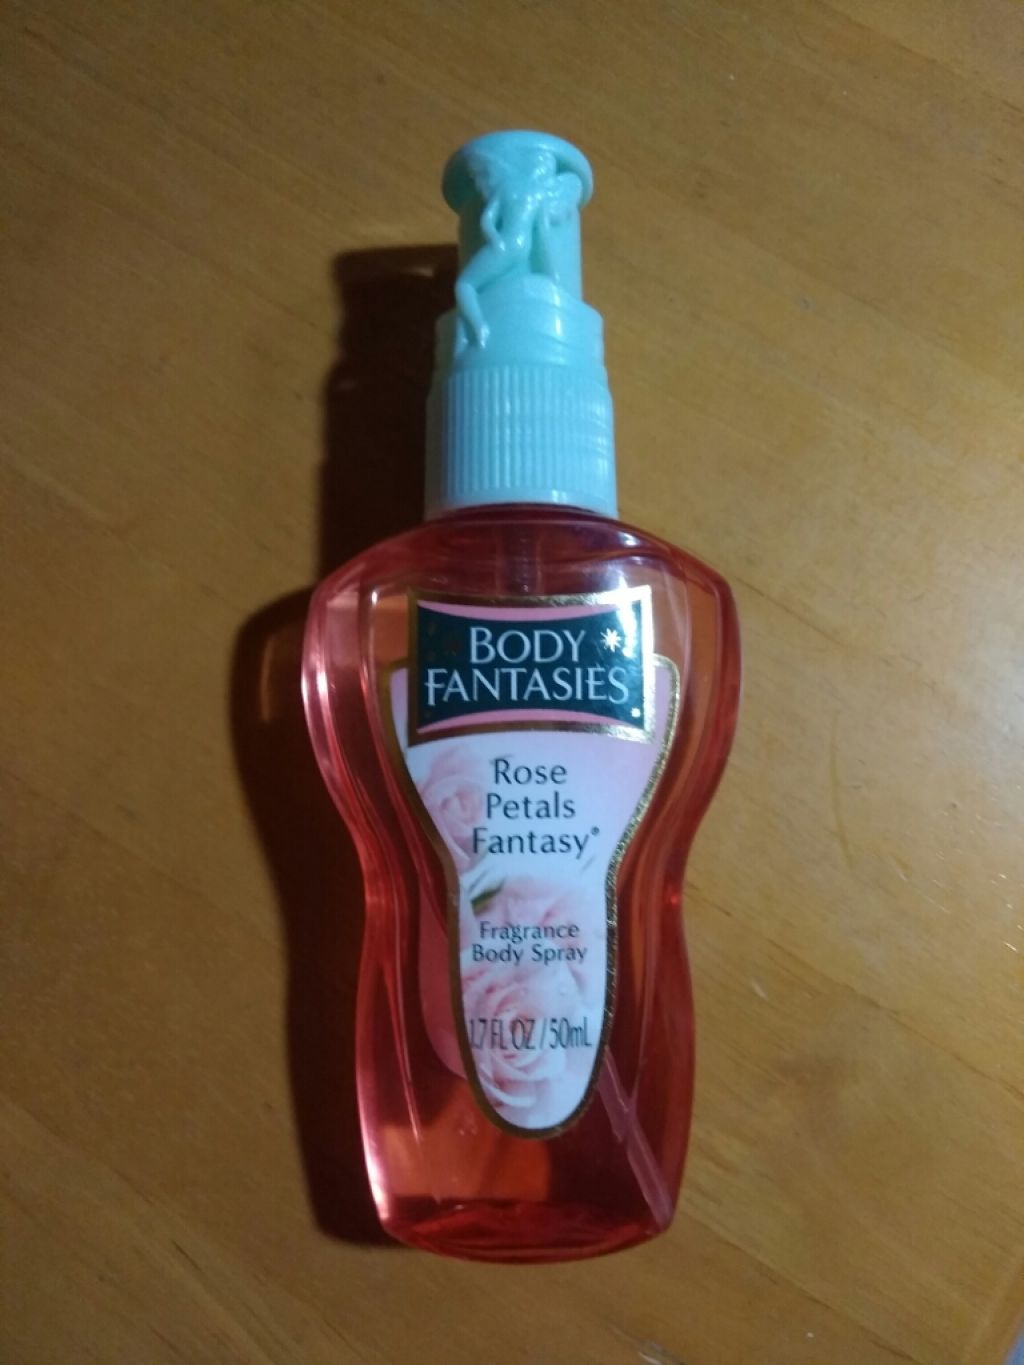 BODY
FANTASIES
Rose
Petals
Fantasy®
Fragrance
Body Spray
1.7 FL OZ / 50mL